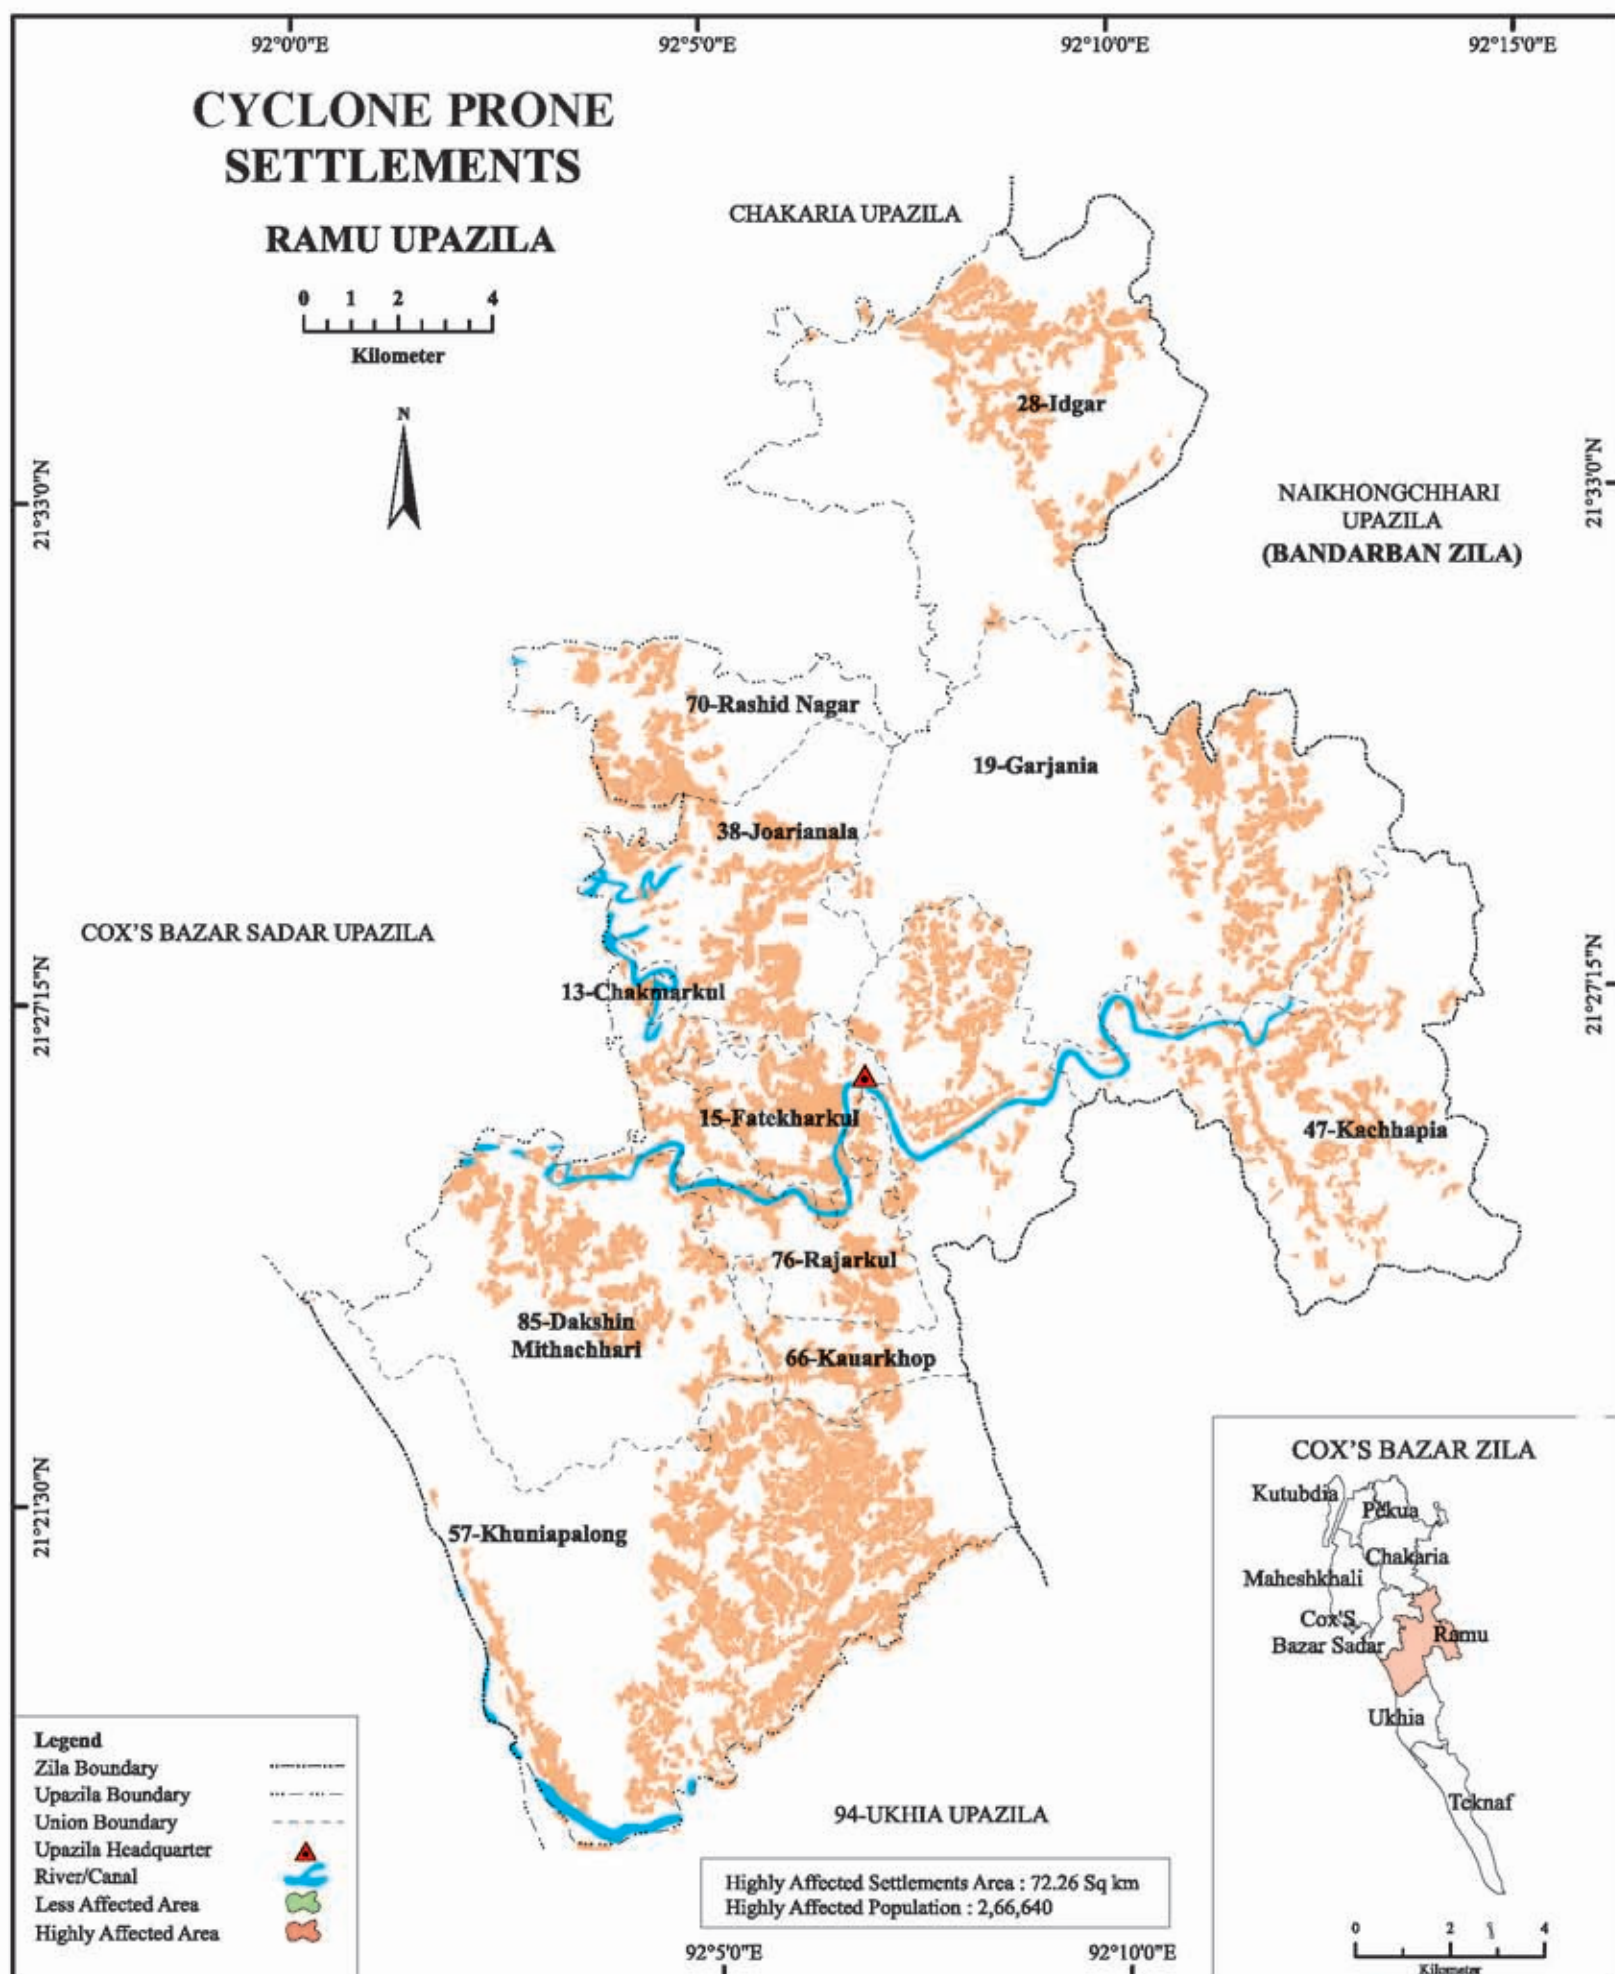 92°0'0"E
92°5'0"E
92°10'0"E
92°15'0"E
CYCLONE PRONE
SETTLEMENTS
RAMU UPAZILA
0 1 2 4
Kilometer
N
CHAKARIA UPAZILA
28-Idgar
21°33'0"N
21°33'0"N
NAIKHONGCHHARI
UPAZILA
(BANDARBAN ZILA)
70-Rashid Nagar
19-Garjania
38-Joarianala
COX'S BAZAR SADAR UPAZILA
13-Chakmarkul
21°27'15"N
21°27'15"N
15-Fatekharkul
47-Kachhapia
76-Rajarkul
85-Dakshin
Mithachhari
66-Kauarkhop
21°21'30"N
57-Khuniapalong
COX'S BAZAR ZILA
Kutubdia
Pekua
Chakaria
Maheshkhali
Cox'S
Bazar Sadar
Ramu
Ukhia
Teknaf
0 2 3 4
Kilometer
94-UKHIA UPAZILA
Legend
Zila Boundary
Upazila Boundary
Union Boundary
Upazila Headquarter
River/Canal
Less Affected Area
Highly Affected Area
Highly Affected Settlements Area : 72.26 Sq km
Highly Affected Population : 2,66,640
92°5'0"E
92°10'0"E